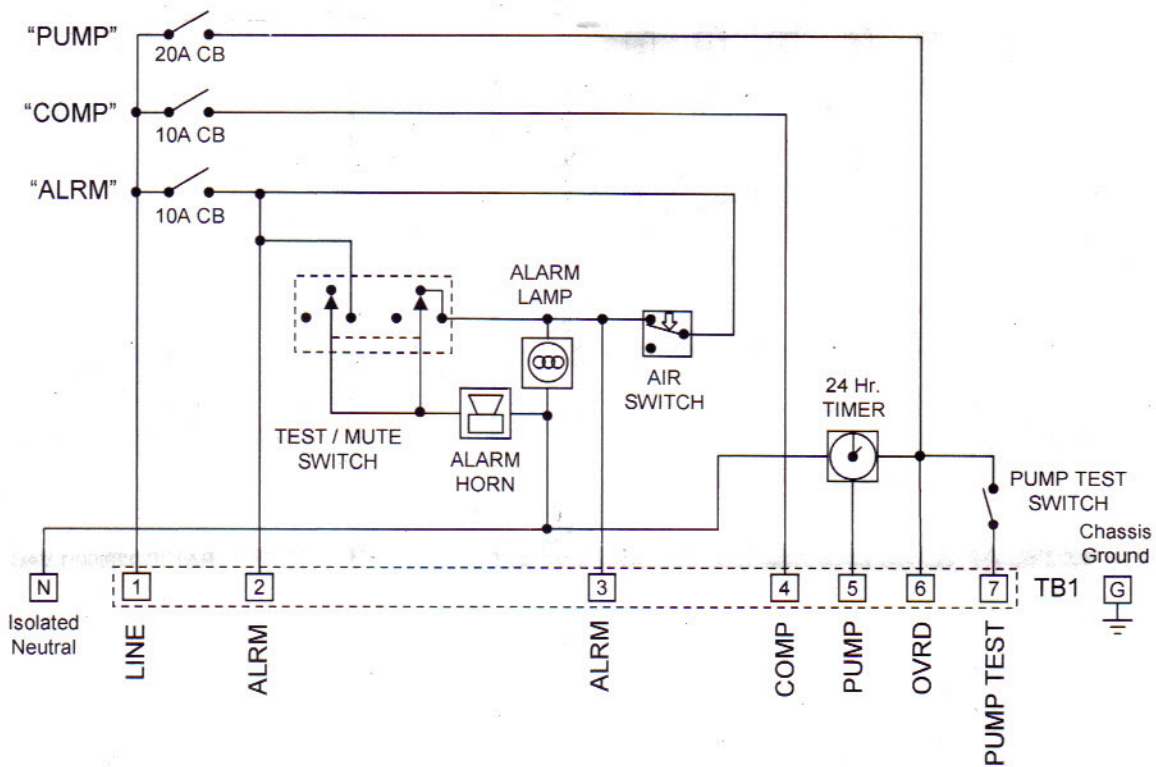 “PUMP”
20A CB
“COMP”
10A CB
“ALRM”
10A CB
ALARM
LAMP
AIR
SWITCH
24 Hr.
TIMER
TEST / MUTE
SWITCH
ALARM
HORN
PUMP TEST
SWITCH
Chassis
Ground
N
1
2
3
4
5
6
7
TB1
G
Isolated
Neutral
LINE
ALRM
ALRM
COMP
PUMP
OVRD
PUMP TEST